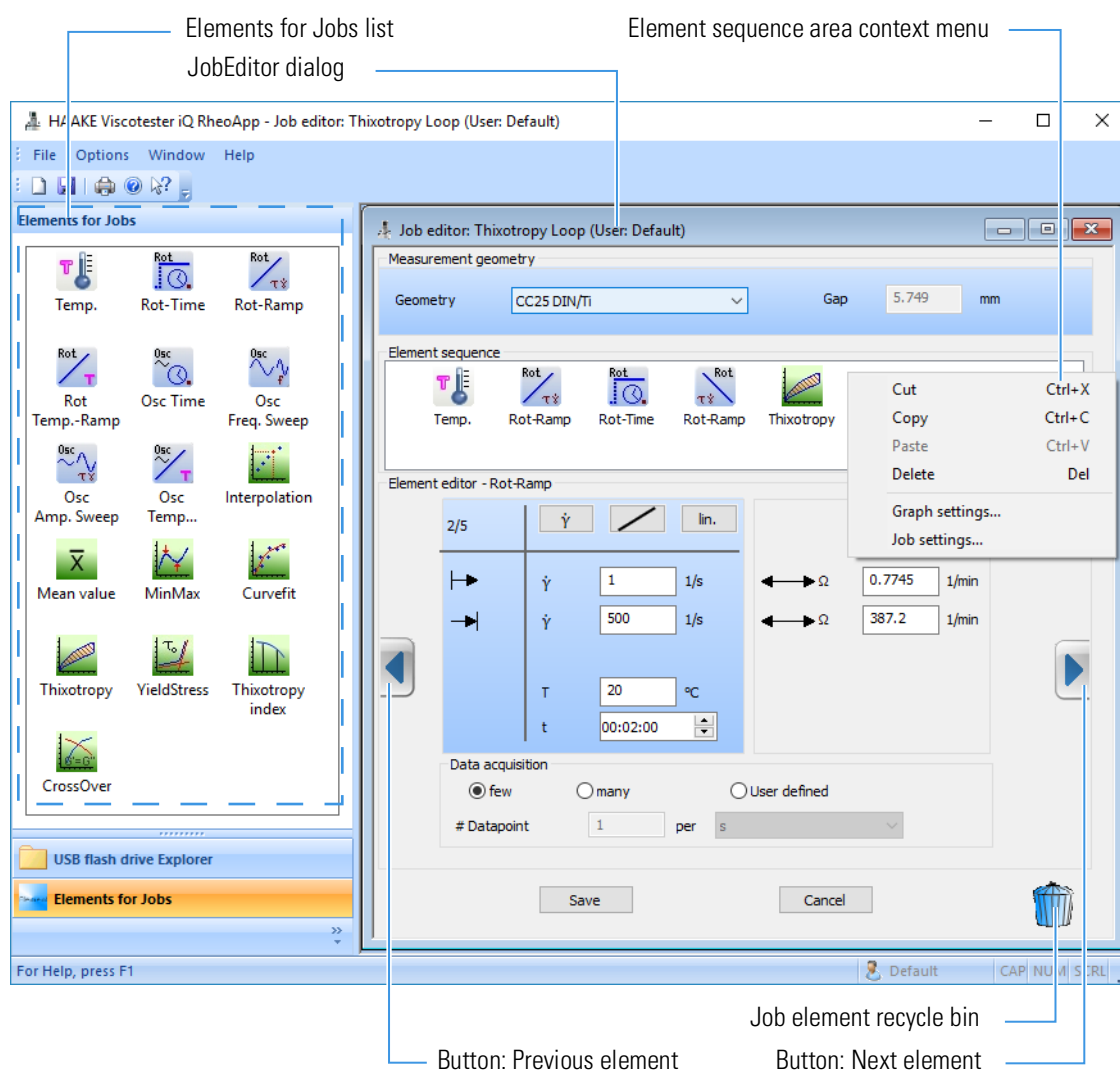 Elements for Jobs list
Element sequence area context menu
JobEditor dialog
HAAKE Viscotester iQ RheoApp - Job editor: Thixotropy Loop (User: Default)
File Options Window Help
Elements for Jobs
Job editor: Thixotropy Loop (User: Default)
Measurement geometry
Geometry CC25 DIN/Ti Gap 5.749 mm
Element sequence
Rot Rot Rot
τγ̇ τγ̇
Temp. Rot-Ramp Rot-Time Rot-Ramp Thixotropy
Cut Ctrl+X
Copy Ctrl+C
Paste Ctrl+V
Delete Del
Graph settings...
Job settings...
T Rot Rot
τγ̇
Temp. Rot-Time Rot-Ramp
Rot Osc Osc
T f
Rot Temp.-Ramp
Osc Time
Osc Freq. Sweep
Osc Osc
τγ̇ T
Osc Amp. Sweep
Osc Temp...
Interpolation
x̅
Mean value MinMax Curvefit
τ₀
Thixotropy YieldStress Thixotropy index
G'=G"
CrossOver
Element editor - Rot-Ramp
2/5 γ̇ lin.
γ̇ 1 1/s Ω 0.7745 1/min
γ̇ 500 1/s Ω 387.2 1/min
T 20 °C
t 00:02:00
Data acquisition
few many User defined
# Datapoint 1 per s
Save Cancel
USB flash drive Explorer
Elements for Jobs
For Help, press F1
Default CAP NUM SCRL
Job element recycle bin
Button: Previous element
Button: Next element